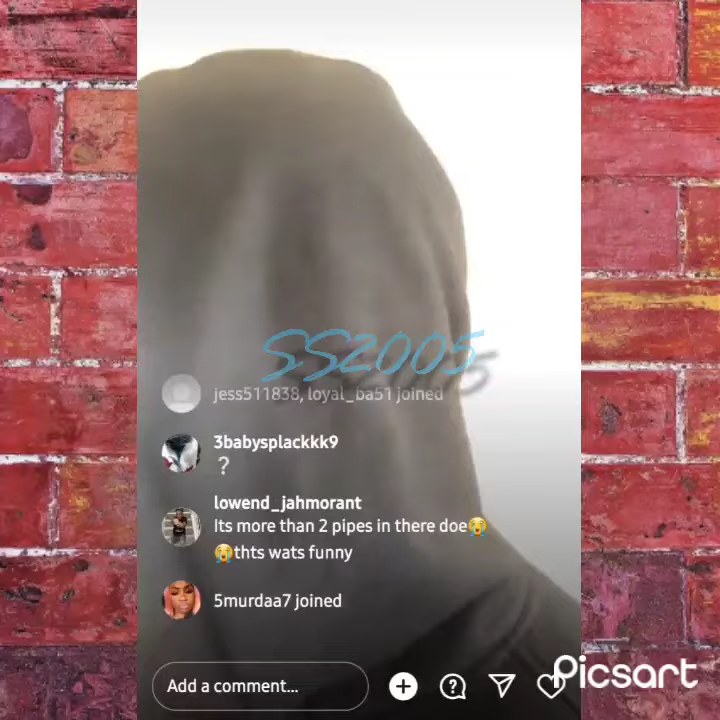 SS2005
jess511838, loyal_ba51 joined
3babysplackkk9
?
lowend_jahmorant
Its more than 2 pipes in there doe😭
😭thts wats funny
5murdaa7 joined
Add a comment...
Picsart